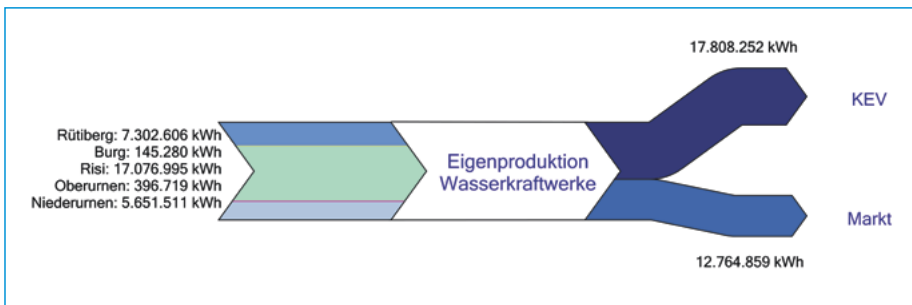 17.808.252 kWh
KEV
Rütiberg: 7.302.606 kWh
Burg: 145.280 kWh
Risi: 17.076.995 kWh
Oberurnen: 396.719 kWh
Niederurnen: 5.651.511 kWh
Eigenproduktion
Wasserkraftwerke
Markt
12.764.859 kWh